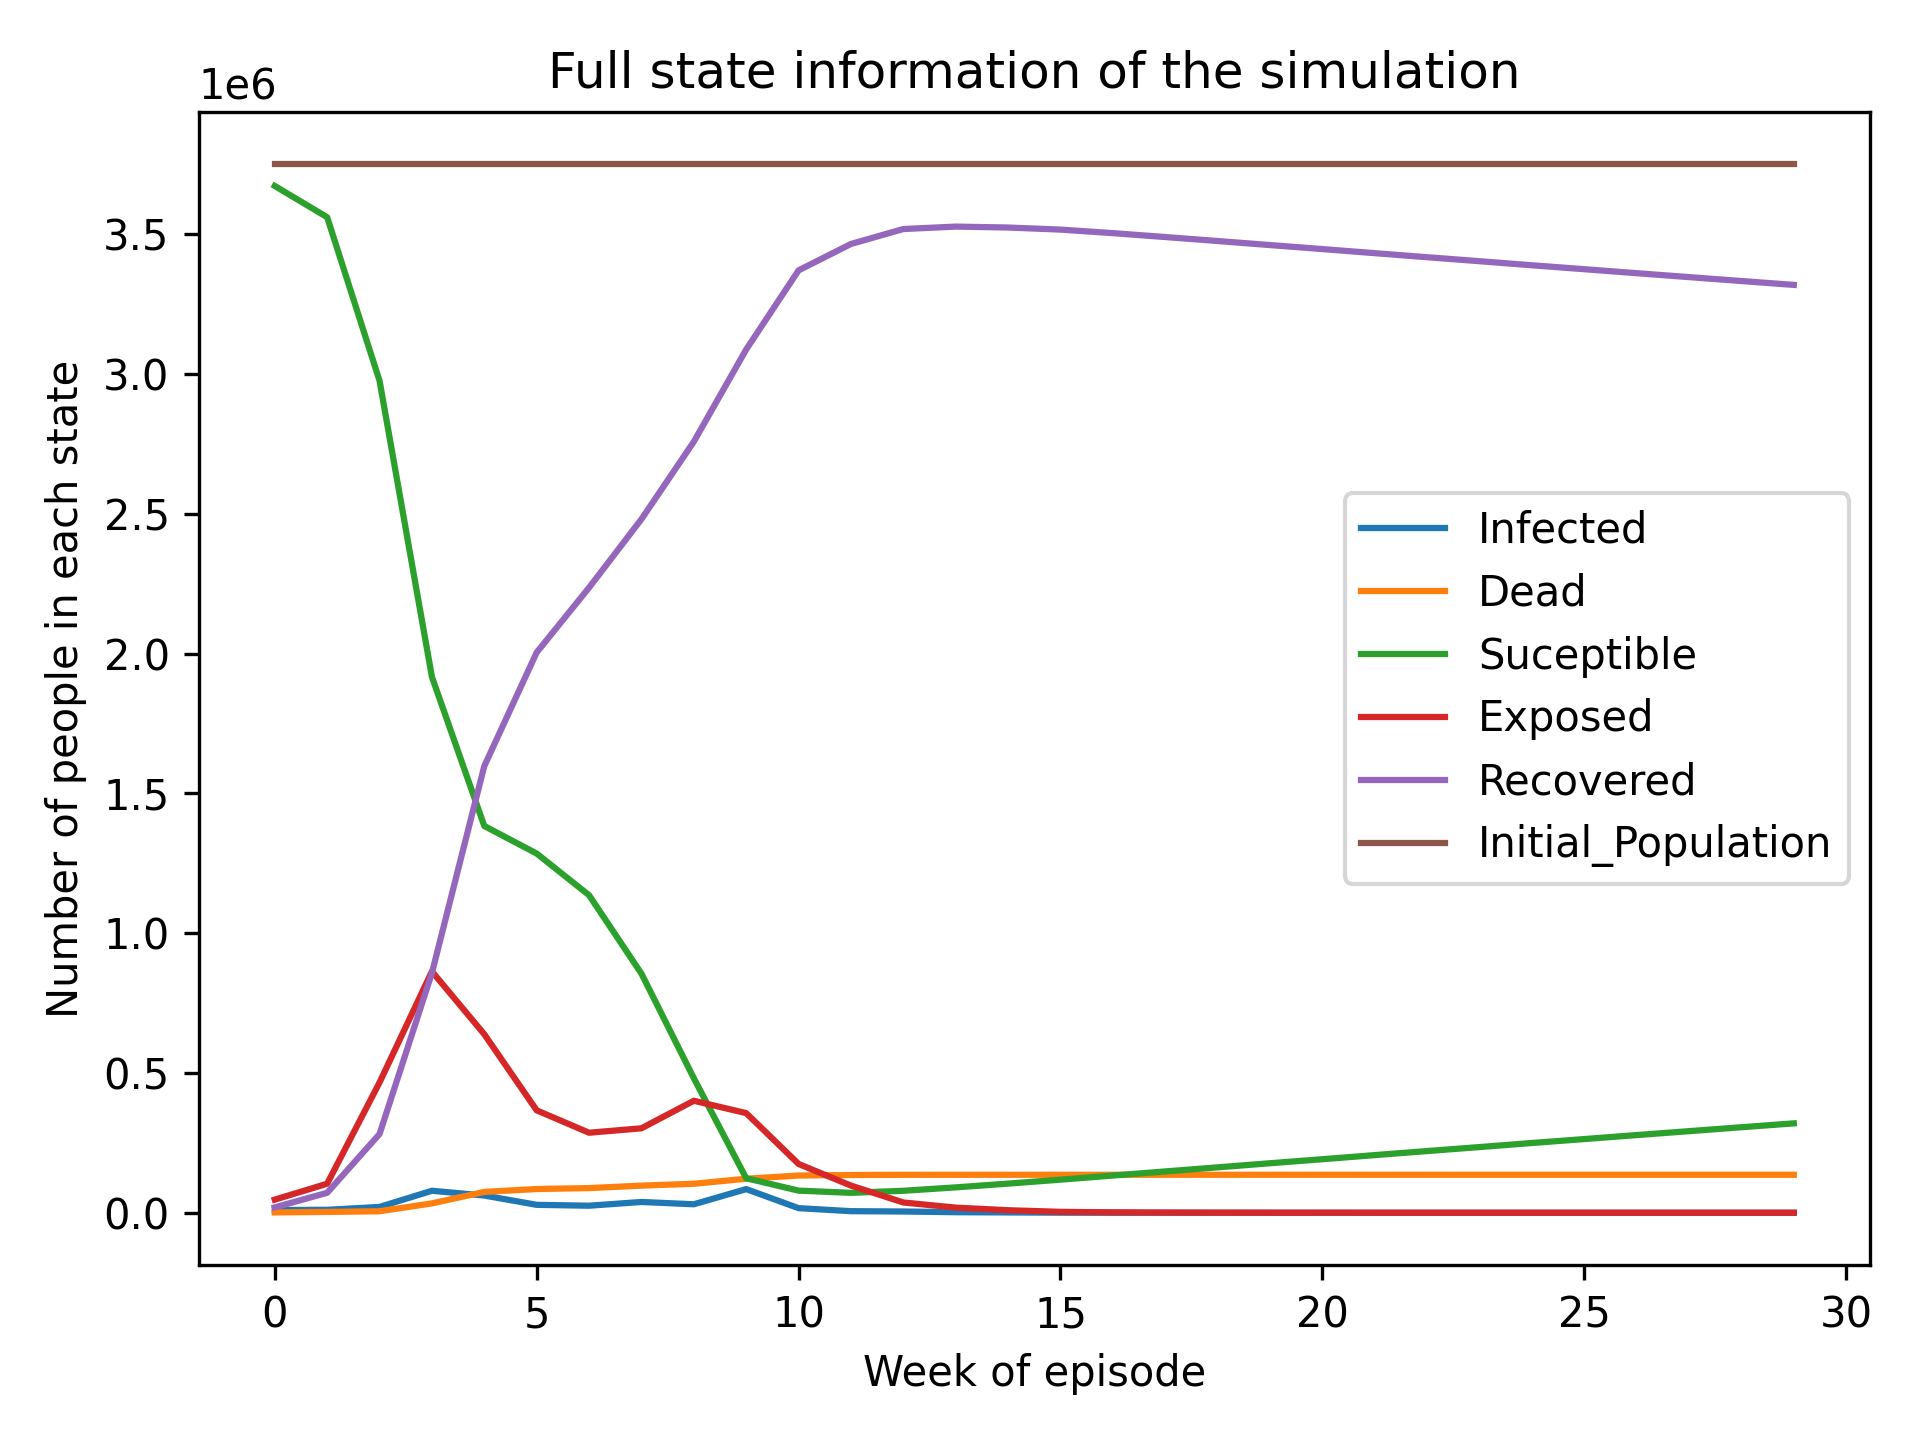 Full state information of the simulation
1e6
3.5
3.0
2.5
2.0
1.5
1.0
0.5
0.0
Number of people in each state
Infected
Dead
Suceptible
Exposed
Recovered
Initial_Population
0 5 10 15 20 25 30
Week of episode